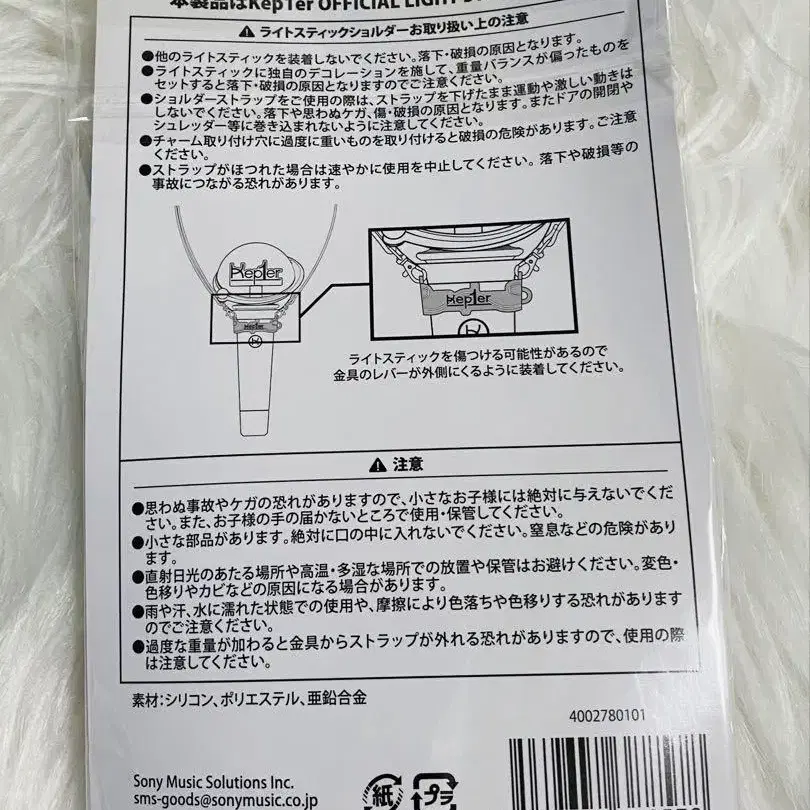 本製品はKep1er OFFICIAL LIGHT
⚠ライトスティックショルダーお取り扱い上の注意
●他のライトスティックを装着しないでください。落下・破損の原因となります。
●ライトスティックに独自のデコレーションを施して、重量バランスが偏ったものを
セットすると落下・破損の原因となりますのでご注意ください。
●ショルダーストラップをご使用の際は、ストラップを下げたまま運動や激しい動きは
しないでください。落下や思わぬケガ、傷・破損の原因となります。またドアの開閉や
シュレッダー等に巻き込まれないように注意してください。
●チャーム取り付け穴に過度に重いものを取り付けると破損の危険があります。ご注意
ください。
●ストラップがほつれた場合は速やかに使用を中止してください。落下や破損等の
事故につながる恐れがあります。
Kep1er
Kep1er
Kep1er
ライトスティックを傷つける可能性があるので
金具のレバーが外側にくるように装着してください。
⚠ 注意
●思わぬ事故やケガの恐れがありますので、小さなお子様には絶対に与えないでくだ
さい。また、お子様の手の届かないところで使用・保管してください。
●小さな部品があります。絶対に口の中に入れないでください。窒息などの危険があり
ます。
●直射日光のあたる場所や高温・多湿な場所での放置や保管はお避けください。変色・
色移りやカビなどの原因になる場合があります。
●雨や汗、水に濡れた状態での使用や、摩擦により色落ちや色移りする恐れがあります
のでご注意ください。
●過度な重量が加わると金具からストラップが外れる恐れがありますので、使用の際
は注意してください。
素材:シリコン、ポリエステル、亜鉛合金
4002780101
Sony Music Solutions Inc.
sms-goods@sonymusic.co.jp
紙
プラ